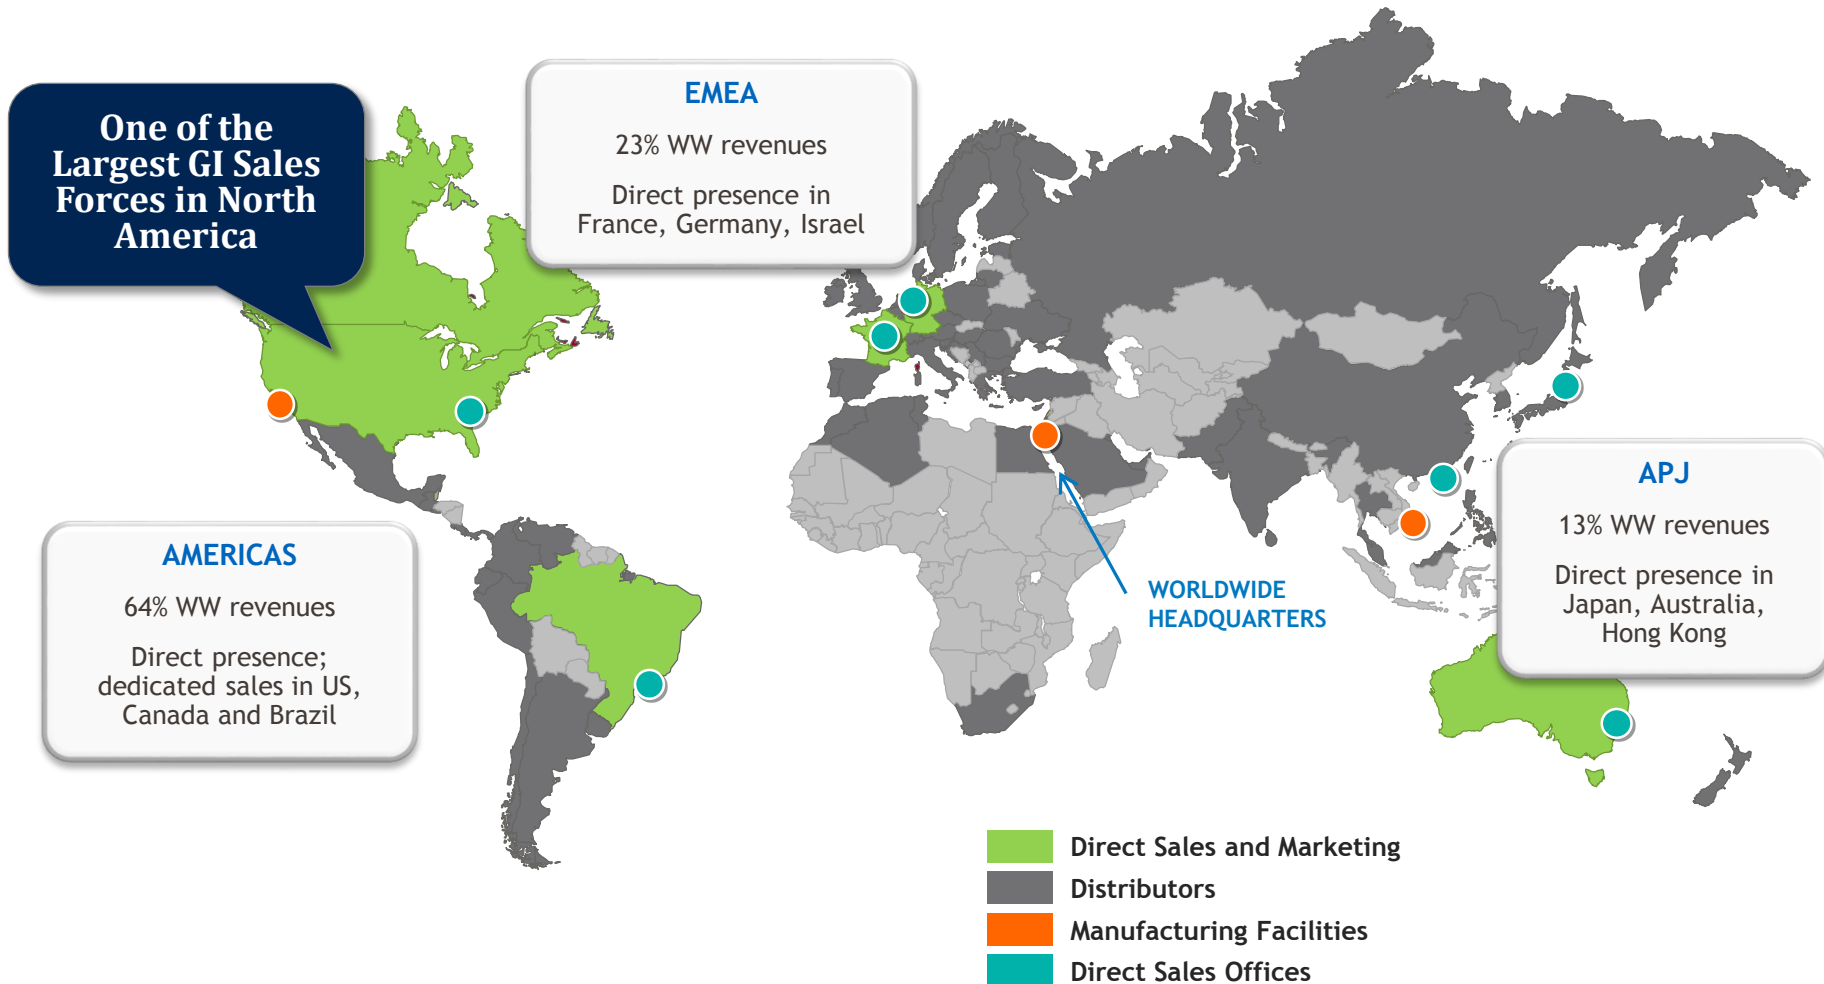 One of the
Largest GI Sales
Forces in North
America
EMEA
23% WW revenues
Direct presence in
France, Germany, Israel
AMERICAS
64% WW revenues
Direct presence;
dedicated sales in US,
Canada and Brazil
WORLDWIDE
HEADQUARTERS
APJ
13% WW revenues
Direct presence in
Japan, Australia,
Hong Kong
Direct Sales and Marketing
Distributors
Manufacturing Facilities
Direct Sales Offices